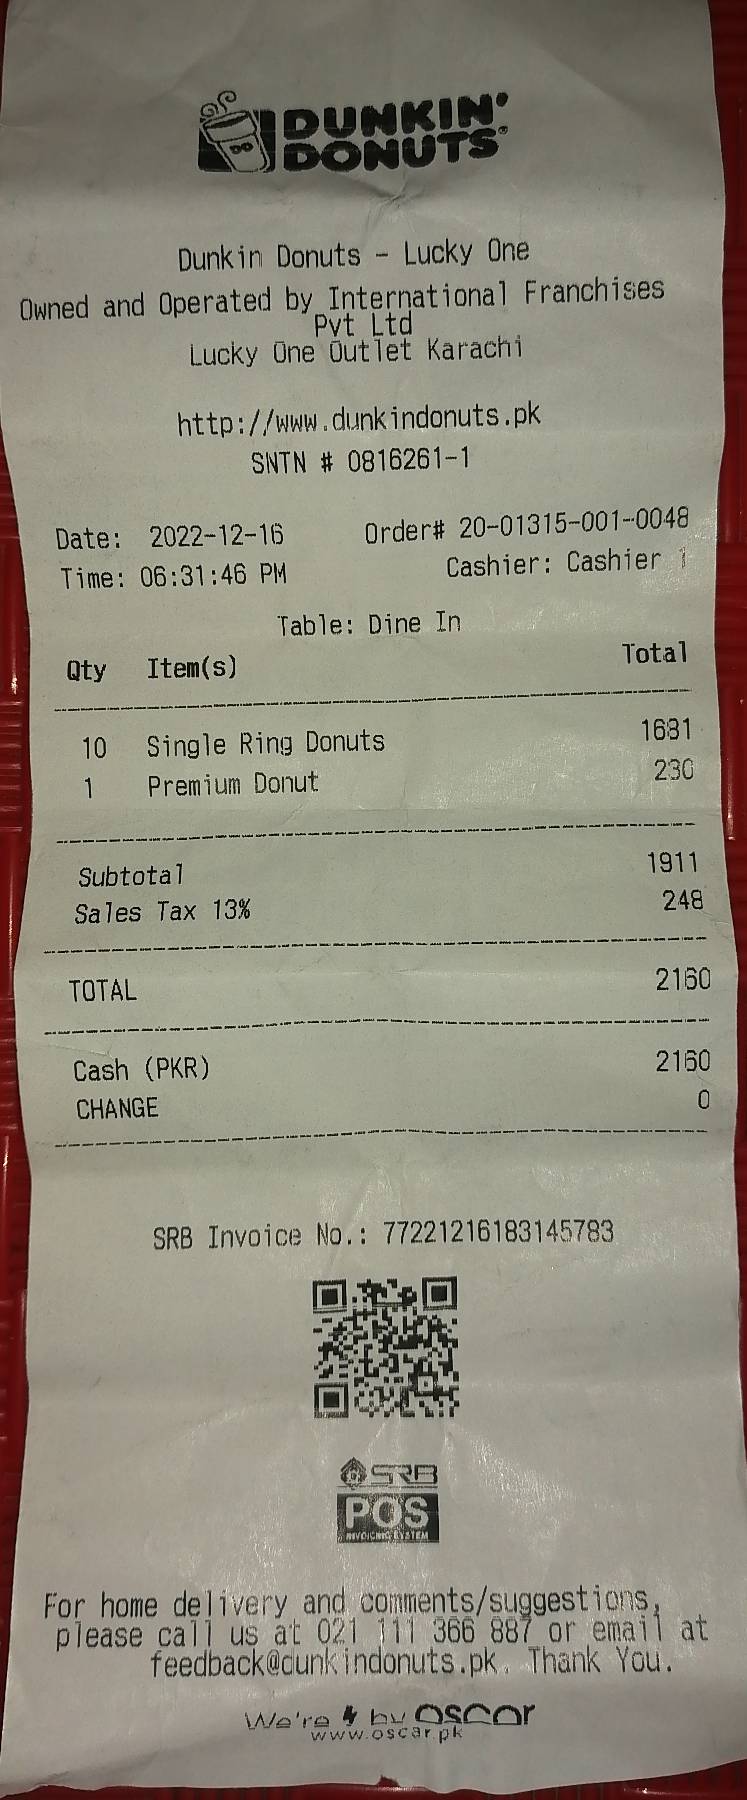 DUNKIN'
DONUTS®
Dunkin Donuts - Lucky One
Owned and Operated by International Franchises
Pvt Ltd
Lucky One Outlet Karachi
http://www.dunkindonuts.pk
SNTN # 0816261-1
Date: 2022-12-16 Order# 20-01315-001-0048
Time: 06:31:46 PM Cashier: Cashier 1
Table: Dine In
Qty Item(s) Total
10 Single Ring Donuts 1681
1 Premium Donut 230
Subtotal 1911
Sales Tax 13% 248
TOTAL 2160
Cash (PKR) 2160
CHANGE 0
SRB Invoice No.: 77221216183145783
SRB
POS
INVOICING SYSTEM
For home delivery and comments/suggestions,
please call us at 021 111 366 887 or email at
feedback@dunkindonuts.pk. Thank You.
We're by oscar
www.oscar.pk